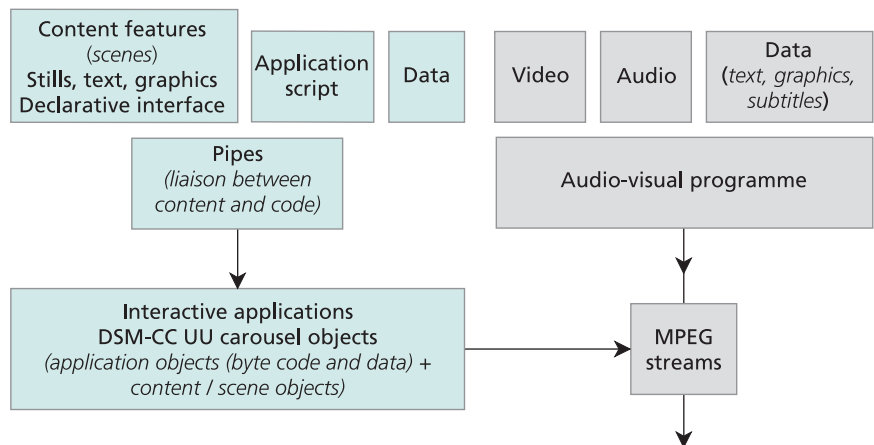 Content features
(scenes)
Stills, text, graphics
Declarative interface
Application
script
Data
Video
Audio
Data
(text, graphics,
subtitles)
Pipes
(liaison between
content and code)
Audio-visual programme
Interactive applications
DSM-CC UU carousel objects
(application objects (byte code and data) +
content / scene objects)
MPEG
streams